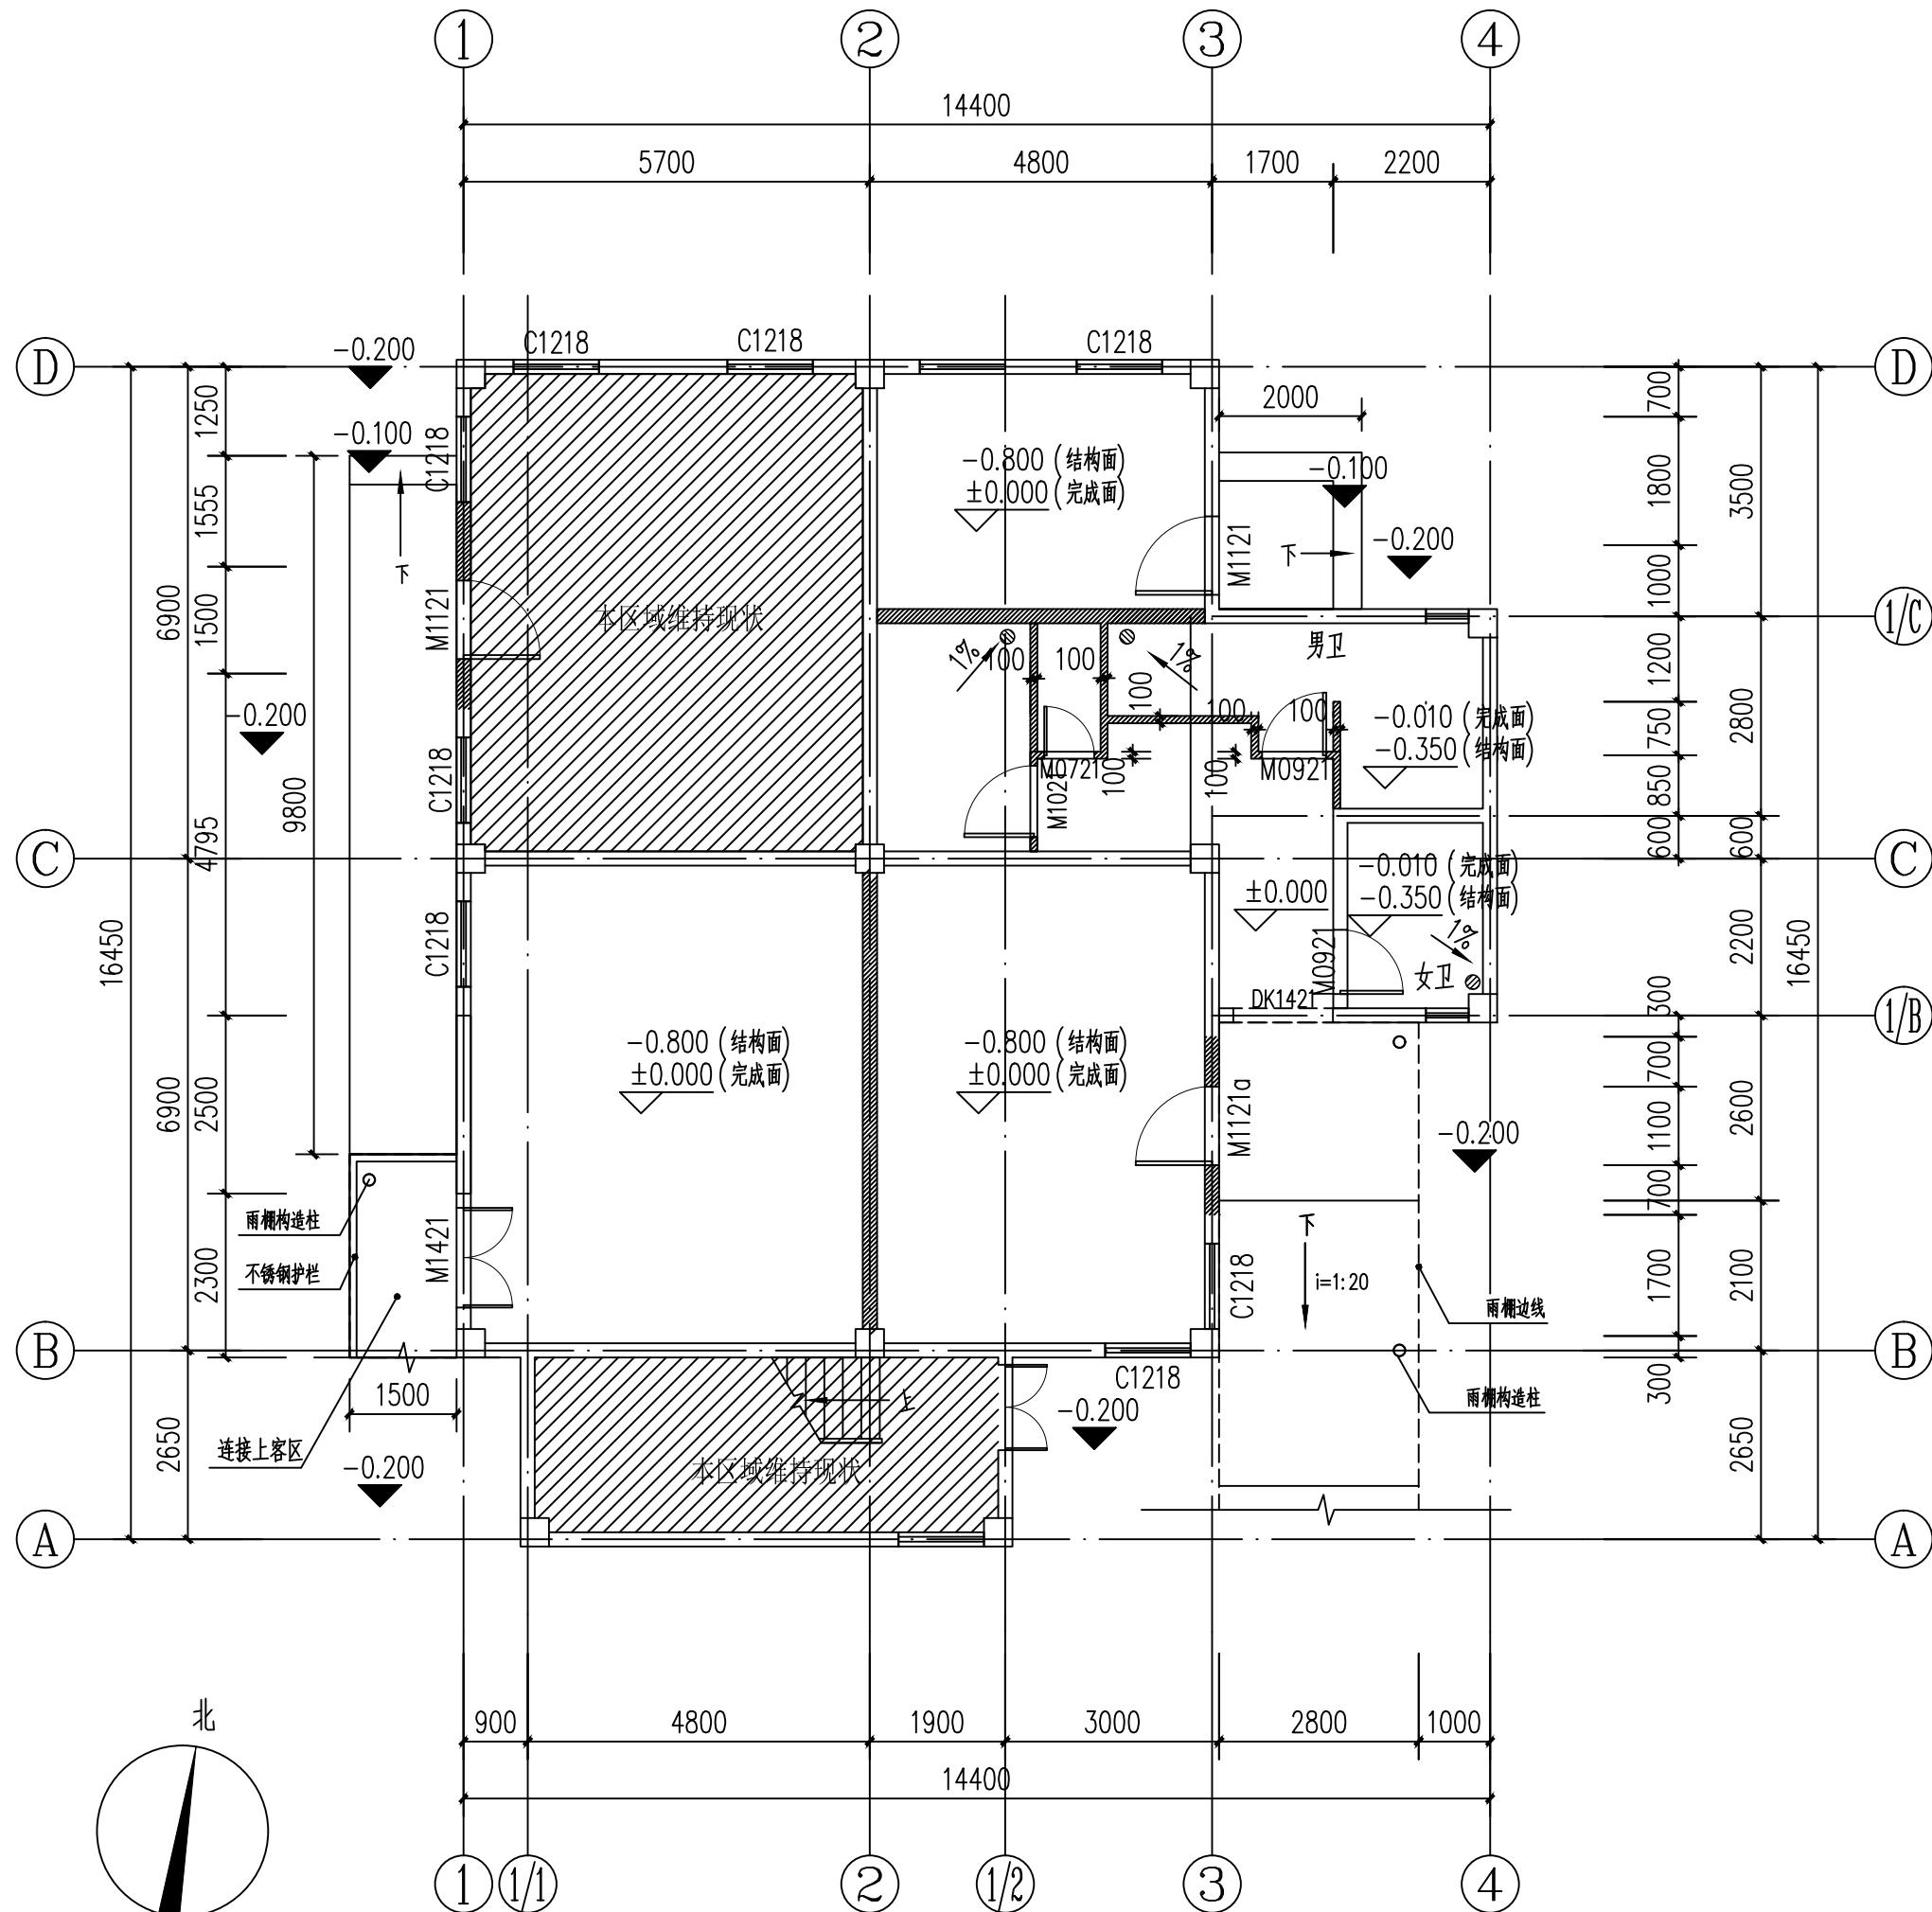 1
2
3
4
14400
5700
4800
1700
2200
C1218
C1218
C1218
D
D
-0.200
-0.100
2000
-0.100
-0.200
-0.800(结构面)
±0.000(完成面)
C1218
M1121
下
M1121
下
1250
1555
1500
4795
2500
2300
6900
6900
2650
16450
9800
本区域维持现状
1%
100
100
1%
100
100
100
男卫
1/C
-0.200
C1218
M0721
M1021
100
100
M0921
-0.010(完成面)
-0.350(结构面)
C
C
C1218
±0.000
-0.010(完成面)
-0.350(结构面)
1%
M0921
女卫
DK1421
1/B
-0.800(结构面)
±0.000(完成面)
-0.800(结构面)
±0.000(完成面)
M1121a
-0.200
雨棚构造柱
不锈钢护栏
M1421
下
i=1:20
C1218
雨棚边线
雨棚构造柱
B
B
1500
连接上客区
-0.200
上
C1218
-0.200
本区域维持现状
A
A
700
1800
1000
1200
750
850
600
300
700
1100
700
1700
300
3500
2800
600
2200
2600
2100
2650
16450
900
4800
1900
3000
2800
1000
14400
北
1
1/1
2
1/2
3
4